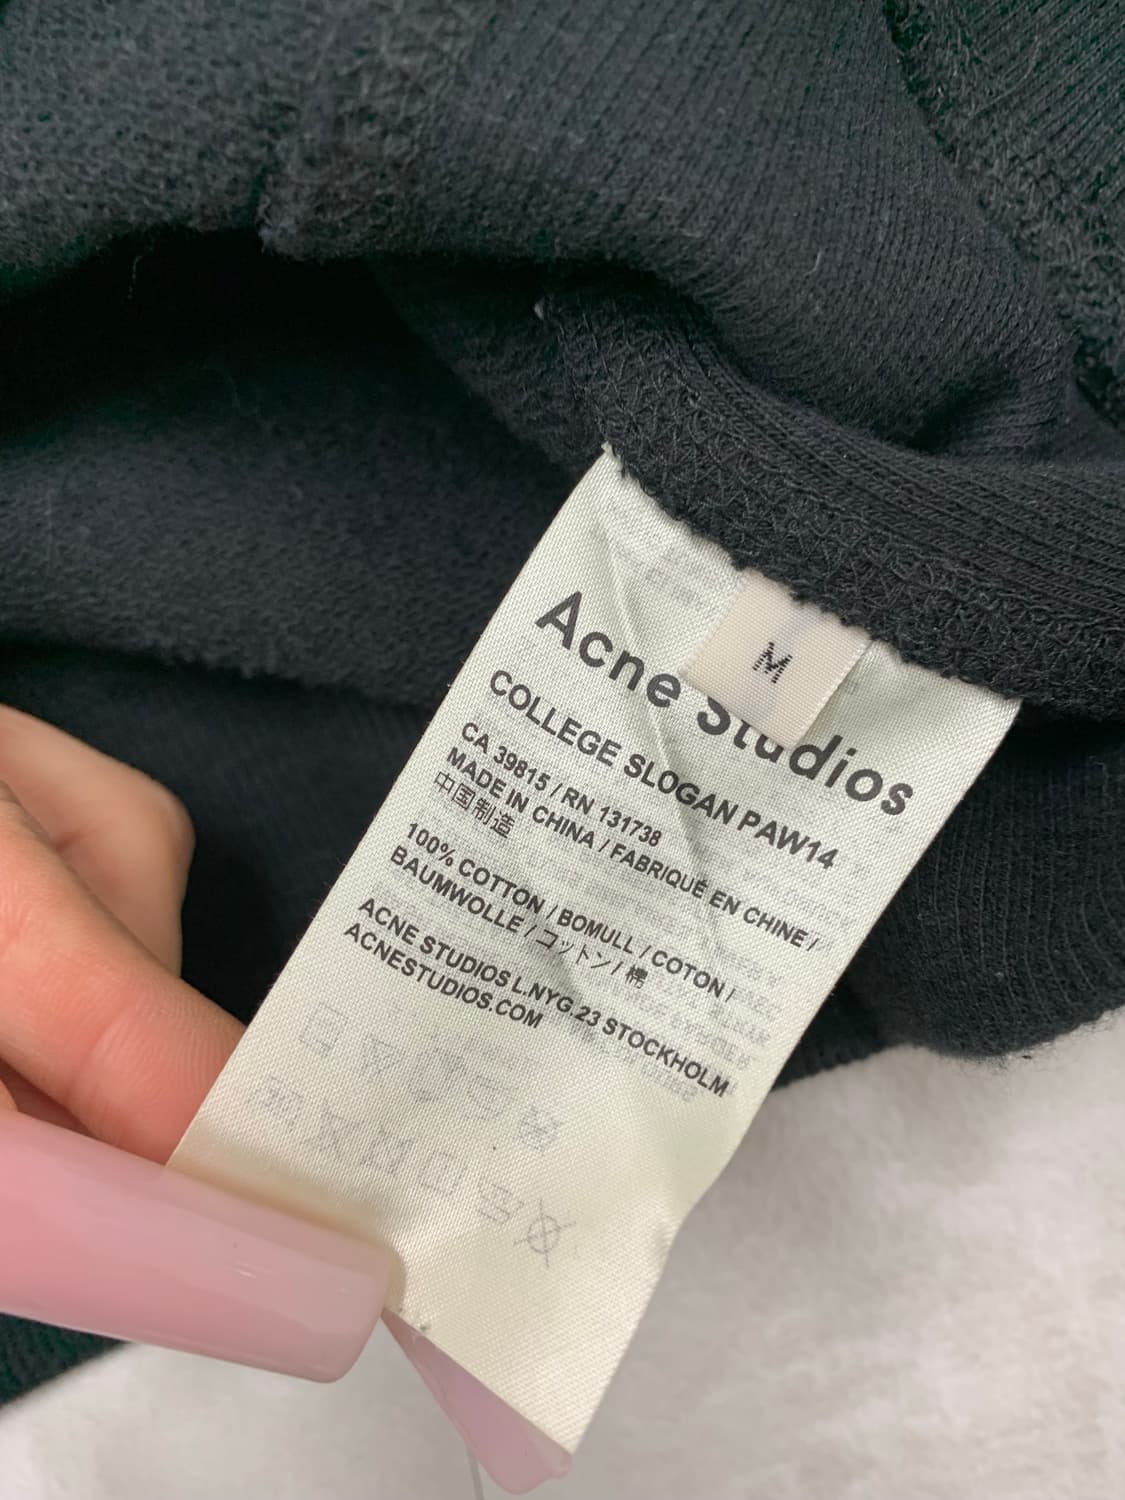 M
Acne Studios
COLLEGE SLOGAN PAW14
CA 39815 / RN 131738
MADE IN CHINA / FABRIQUÉ EN CHINE /
中国制造
100% COTTON / BOMULL / COTON /
BAUMWOLLE / コットン / 棉
ACNE STUDIOS L.NYG.23 STOCKHOLM
ACNESTUDIOS.COM